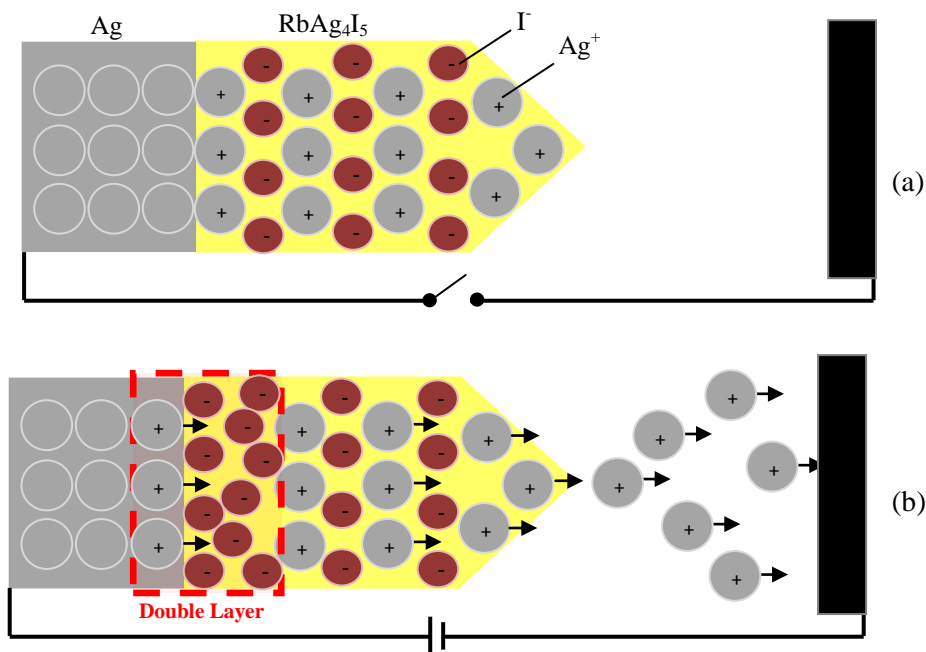 Ag RbAg₄I₅ I⁻
Ag⁺
+ - + - + - +
(a)
(b)
Double Layer